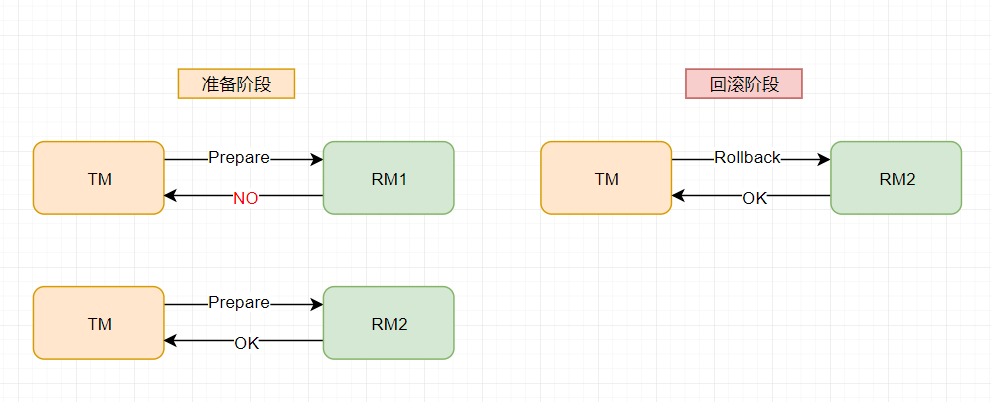 准备阶段
回滚阶段
TM
Prepare
NO
RM1
TM
Rollback
OK
RM2
TM
Prepare
OK
RM2